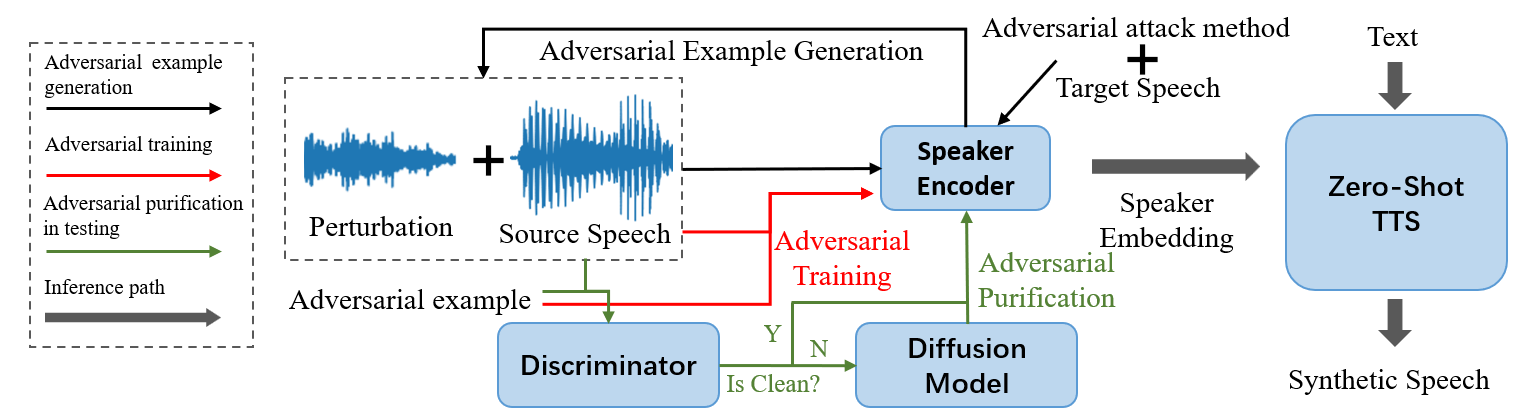 Adversarial example
generation
Adversarial training
Adversarial purification
in testing
Inference path
Adversarial Example Generation
Perturbation
+
Source Speech
Adversarial example
Adversarial attack method
+
Target Speech
Speaker
Encoder
Adversarial
Training
Adversarial
Purification
Discriminator
Is Clean?
Y
N
Diffusion
Model
Speaker
Embedding
Text
Zero-Shot
TTS
Synthetic Speech